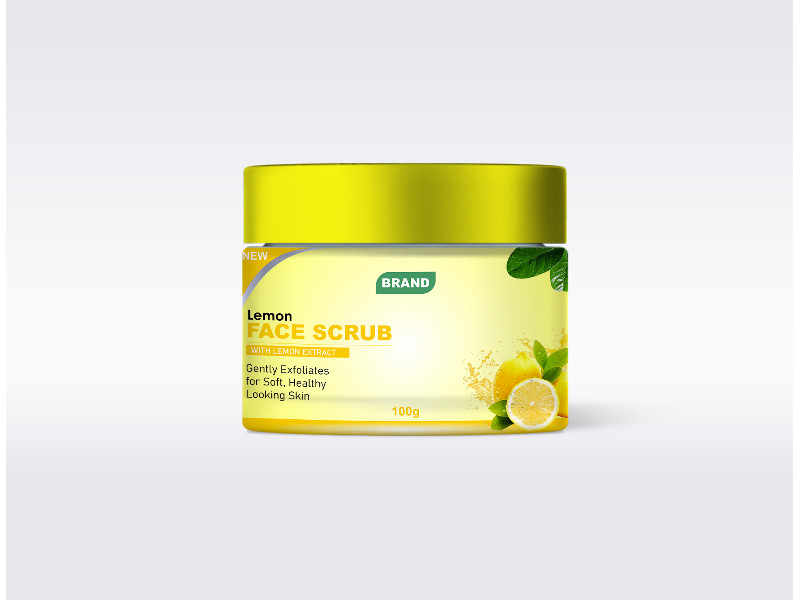 NEW
BRAND
Lemon
FACE SCRUB
WITH LEMON EXTRACT
Gently Exfoliates
for Soft, Healthy
Looking Skin
100g